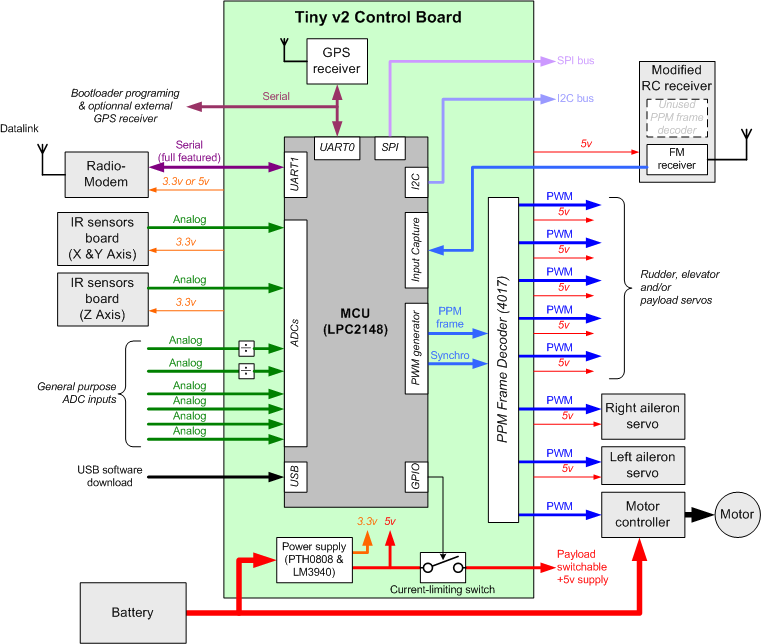 Tiny v2 Control Board
GPS
receiver
SPI bus
I2C bus
Modified
RC receiver
Unused
PPM frame
decoder
FM
receiver
Bootloader programing
& optionnal external
GPS receiver
Serial
Datalink
UART0
SPI
5v
Radio-
Modem
Serial
(full featured)
3.3v or 5v
UART1
I2C
IR sensors
board
(X &Y Axis)
Analog
3.3v
Input Capture
IR sensors
board
(Z Axis)
Analog
3.3v
ADCs
MCU
(LPC2148)
PWM generator
PPM
frame
Synchro
PPM Frame Decoder (4017)
PWM
5v
PWM
5v
PWM
5v
PWM
5v
PWM
5v
Rudder, elevator
and/or
payload servos
General purpose
ADC inputs
Analog
÷
Analog
÷
Analog
Analog
Analog
Analog
PWM
5v
Right aileron
servo
USB software
download
USB
GPIO
PWM
5v
Left aileron
servo
PWM
Motor
controller
Motor
Power supply
(PTH0808 &
LM3940)
3.3v
5v
Current-limiting switch
Payload
switchable
+5v supply
Battery